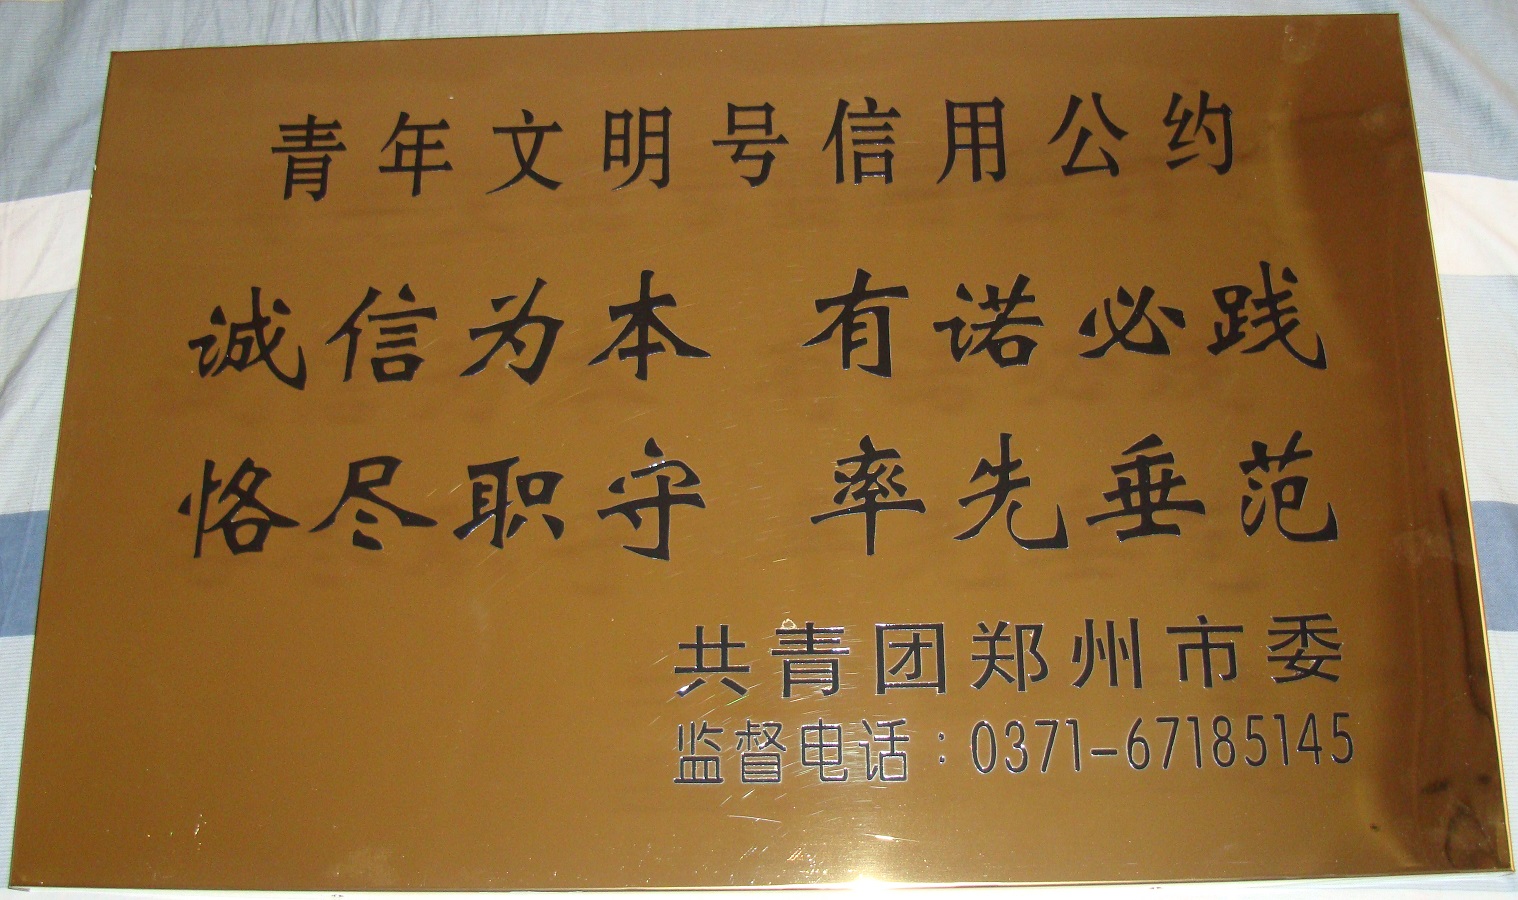 青年文明号信用公约
诚信为本 有诺必践
恪尽职守 率先垂范
共青团郑州市委
监督电话：0371-67185145